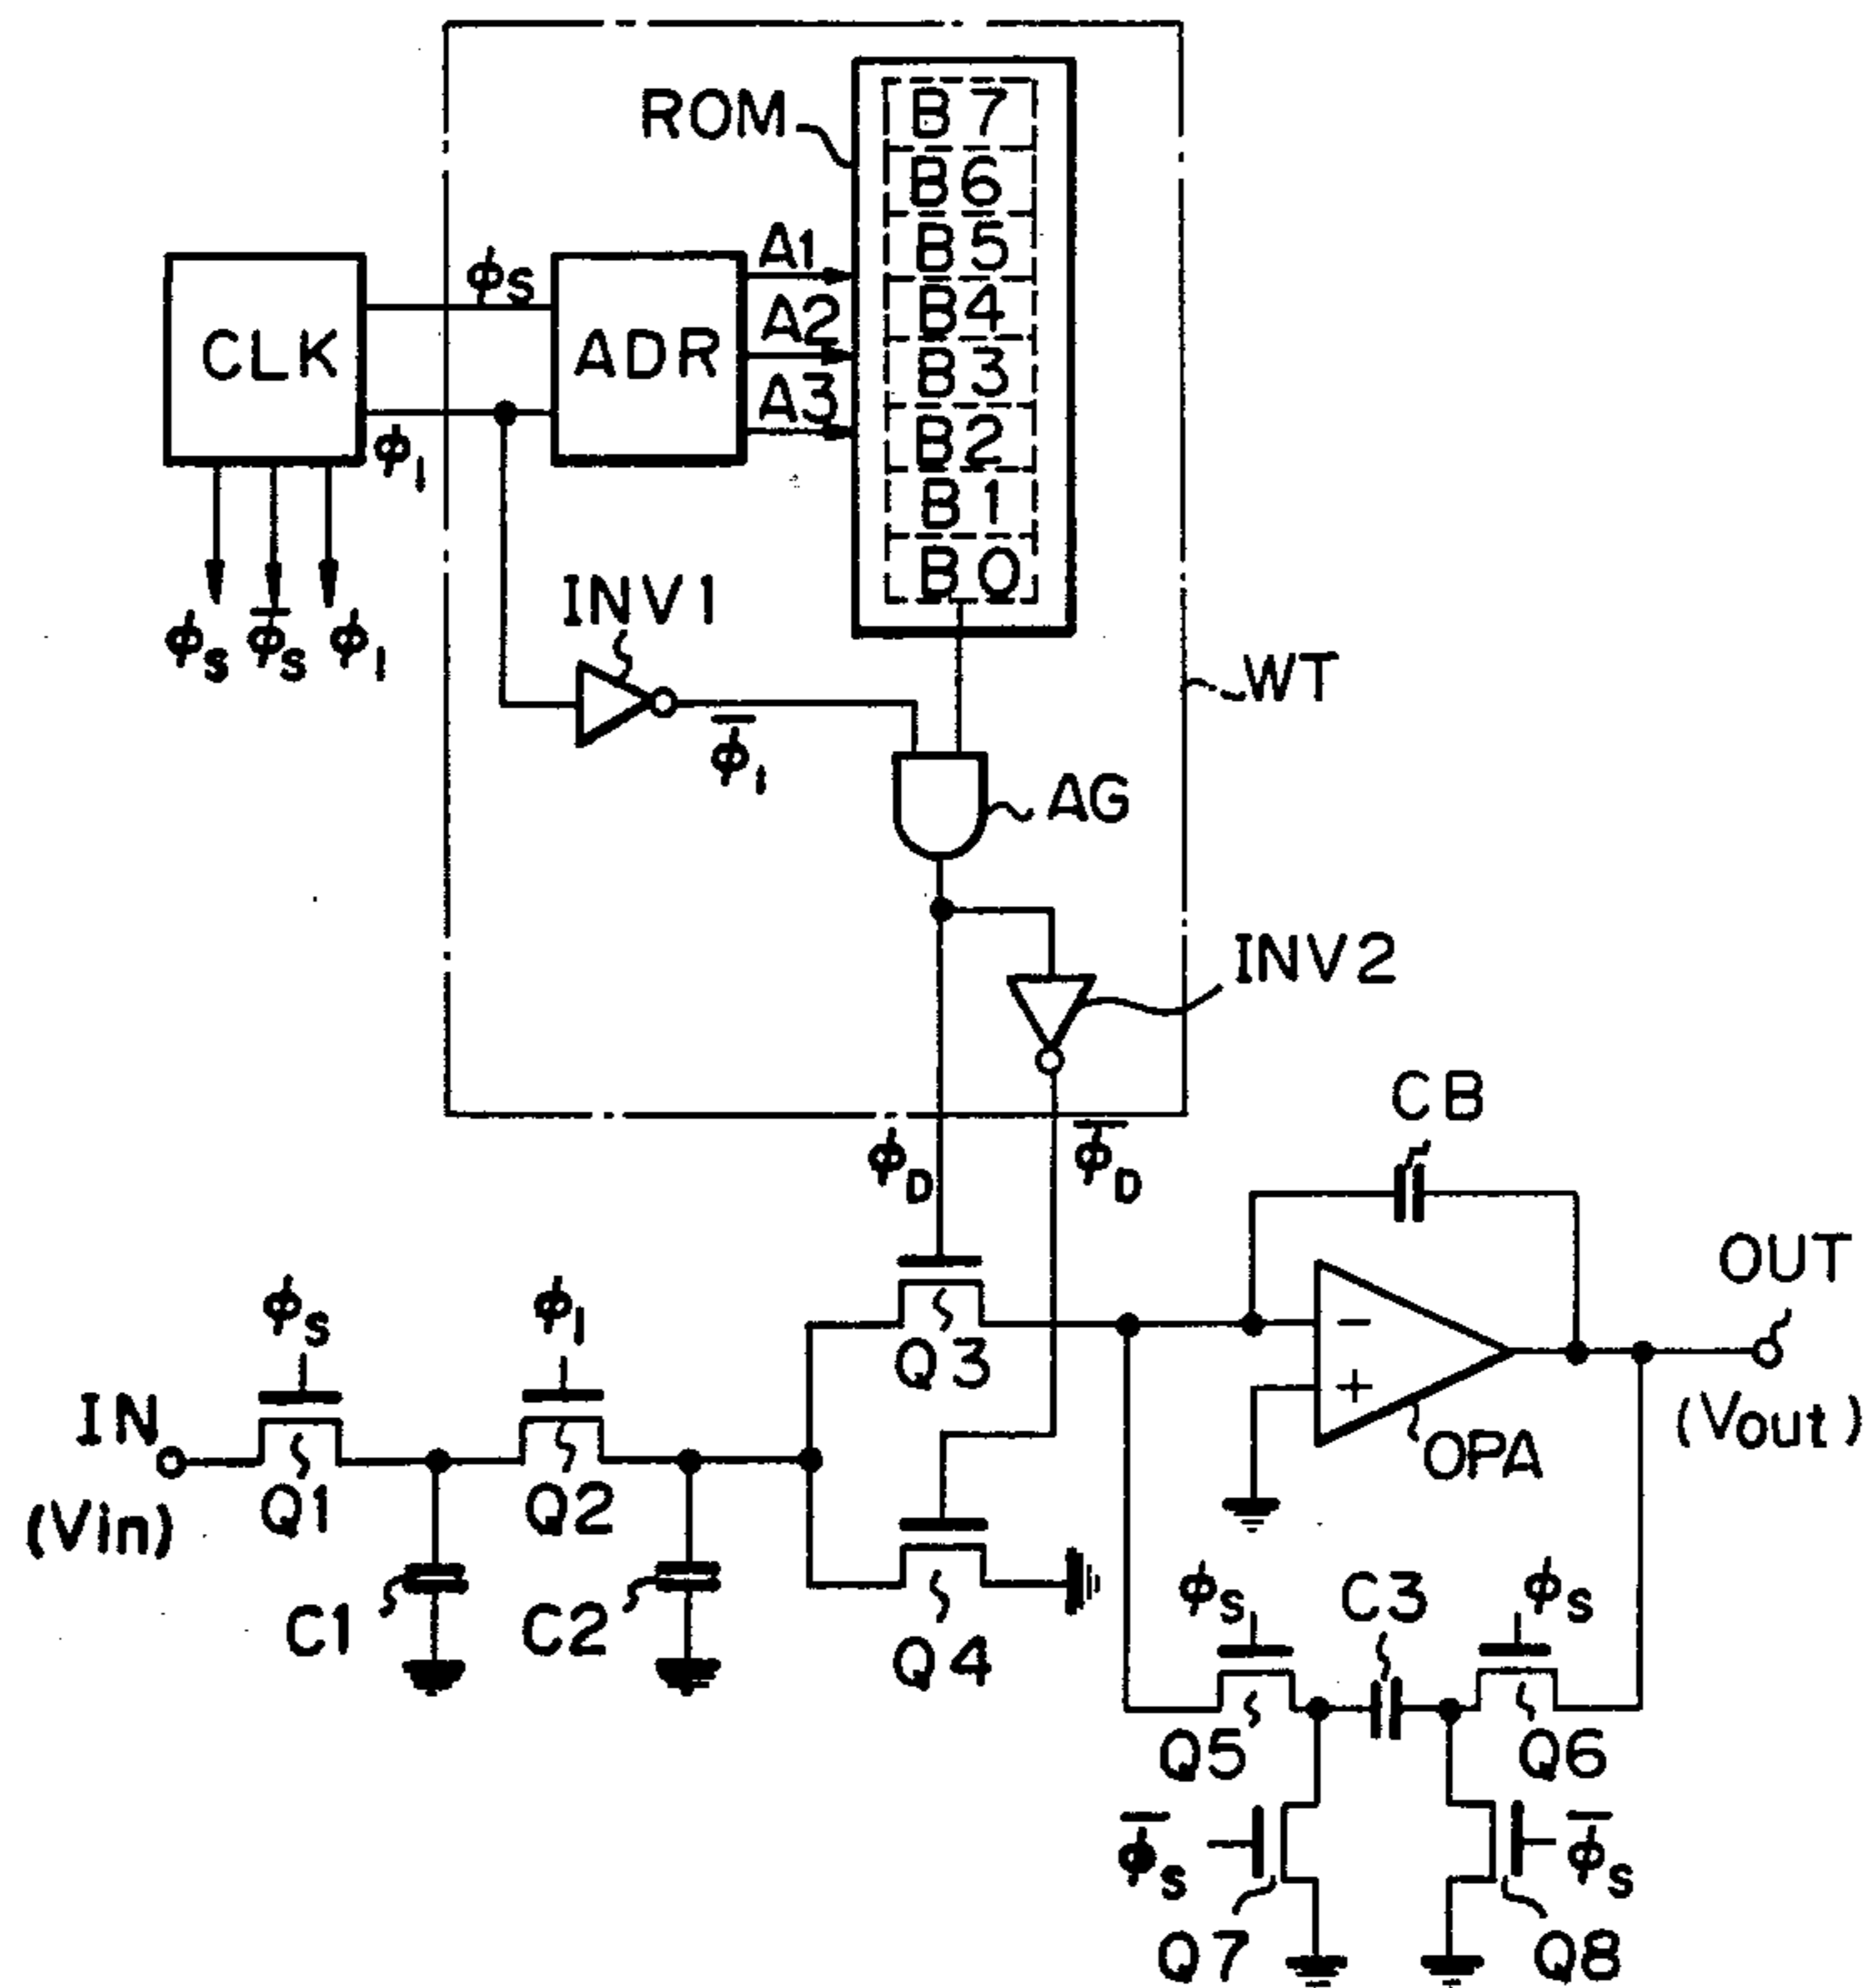 ROM
B7
B6
B5
B4
B3
B2
B1
B0
CLK
ϕS
ϕ1
ADR
A1
A2
A3
ϕS
ϕ̅S
ϕ1
INV1
ϕ̅1
WT
AG
INV2
ϕD
ϕ̅D
CB
OUT
(Vout)
OPA
−
+
IN
(Vin)
ϕS
Q1
ϕ1
Q2
Q3
Q4
C1
C2
ϕS
C3
ϕS
Q5
Q6
ϕ̅S
Q7
ϕ̅S
Q8